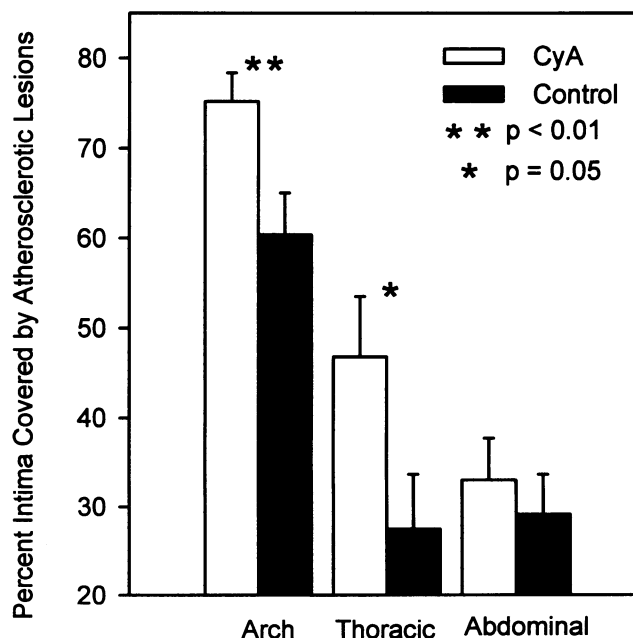 Percent Intima Covered by Atherosclerotic Lesions
80
70
60
50
40
30
20
**
*
CyA
Control
** p < 0.01
* p = 0.05
Arch
Thoracic
Abdominal